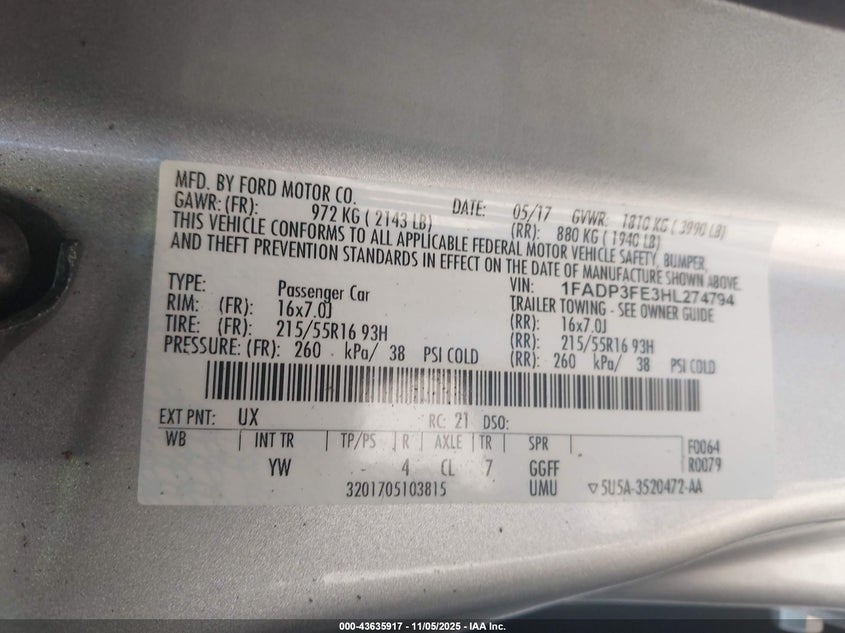 MFD. BY FORD MOTOR CO.
DATE: 05/17 GVWR: 1810 KG ( 3990 LB)
GAWR: (FR): 972 KG ( 2143 LB) (RR): 880 KG ( 1940 LB)
THIS VEHICLE CONFORMS TO ALL APPLICABLE FEDERAL MOTOR VEHICLE SAFETY, BUMPER,
AND THEFT PREVENTION STANDARDS IN EFFECT ON THE DATE OF MANUFACTURE SHOWN ABOVE.
VIN: 1FADP3FE3HL274794
TYPE: Passenger Car TRAILER TOWING - SEE OWNER GUIDE
RIM: (FR): 16x7.0J (RR): 16x7.0J
TIRE: (FR): 215/55R16 93H (RR): 215/55R16 93H
PRESSURE: (FR): 260 kPa/ 38 PSI COLD (RR): 260 kPa/ 38 PSI COLD
EXT PNT: UX RC: 21 DSO:
WB INT TR TP/PS R AXLE TR SPR F0064
YW - 4 CL 7 GGFF R0079
3201705103815 UMU ▽ 5U5A-3520472-AA
000-43635917 - 11/05/2025 - IAA Inc.